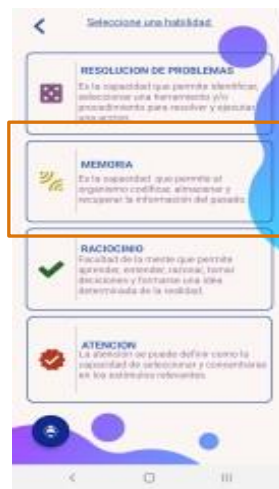 Seleccione una habilidad.
RESOLUCION DE PROBLEMAS
Es la capacidad que permite identificar,
seleccionar una herramienta y/o
procedimiento para resolver y ejecutar
una acción.
MEMORIA
Es la capacidad que permite al
organismo codificar, almacenar y
recuperar la información del pasado.
RACIOCINIO
Facultad de la mente que permite
aprender, entender, razonar, tomar
decisiones y formarse una idea
determinada de la realidad.
ATENCION
La atención se puede definir como la
capacidad de seleccionar y concentrarse
en los estímulos relevantes.